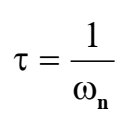 τ = 1/ωₙ